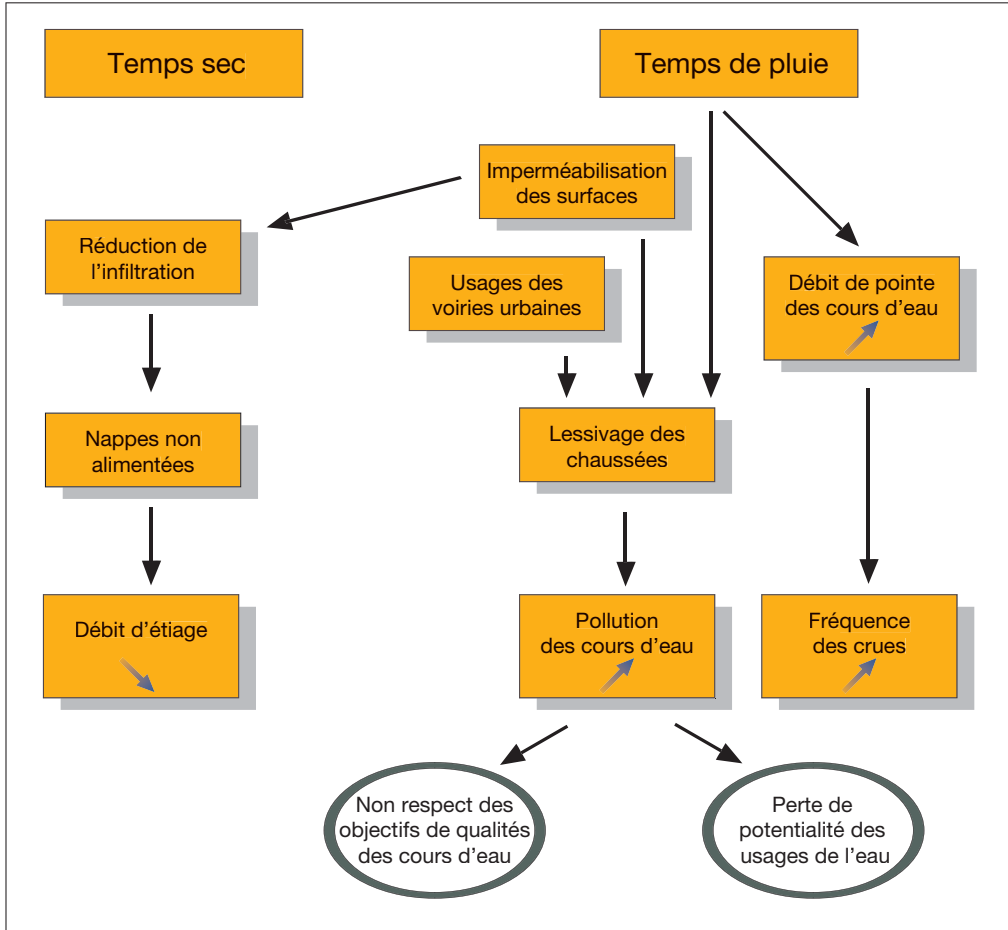 Temps sec
Temps de pluie
Imperméabilisation
des surfaces
Réduction de
l'infiltration
Usages des
voiries urbaines
Débit de pointe
des cours d'eau
Nappes non
alimentées
Lessivage des
chaussées
Débit d'étiage
Pollution
des cours d'eau
Fréquence
des crues
Non respect des
objectifs de qualités
des cours d'eau
Perte de
potentialité des
usages de l'eau